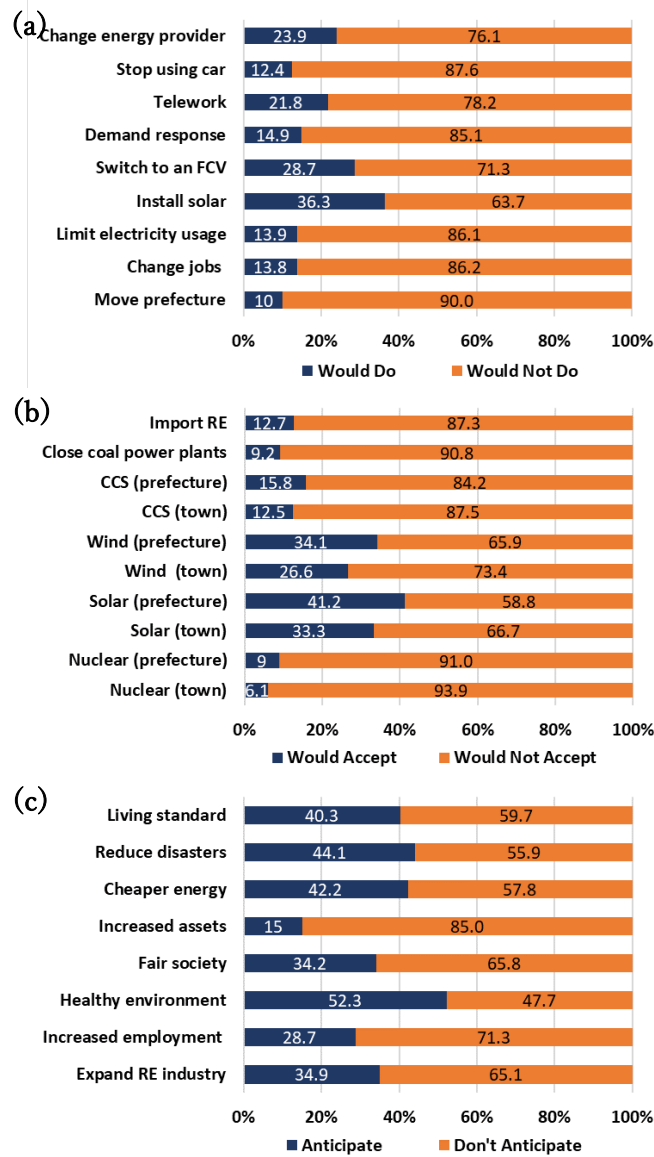 (a)
Change energy provider 23.9 76.1
Stop using car 12.4 87.6
Telework 21.8 78.2
Demand response 14.9 85.1
Switch to an FCV 28.7 71.3
Install solar 36.3 63.7
Limit electricity usage 13.9 86.1
Change jobs 13.8 86.2
Move prefecture 10 90.0
0% 20% 40% 60% 80% 100%
Would Do Would Not Do
(b)
Import RE 12.7 87.3
Close coal power plants 9.2 90.8
CCS (prefecture) 15.8 84.2
CCS (town) 12.5 87.5
Wind (prefecture) 34.1 65.9
Wind (town) 26.6 73.4
Solar (prefecture) 41.2 58.8
Solar (town) 33.3 66.7
Nuclear (prefecture) 9 91.0
Nuclear (town) 6.1 93.9
0% 20% 40% 60% 80% 100%
Would Accept Would Not Accept
(c)
Living standard 40.3 59.7
Reduce disasters 44.1 55.9
Cheaper energy 42.2 57.8
Increased assets 15 85.0
Fair society 34.2 65.8
Healthy environment 52.3 47.7
Increased employment 28.7 71.3
Expand RE industry 34.9 65.1
0% 20% 40% 60% 80% 100%
Anticipate Don't Anticipate